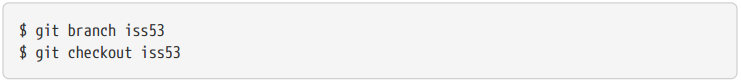 $ git branch iss53
$ git checkout iss53